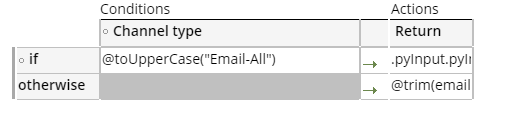 Conditions Actions
Channel type Return
if @toUpperCase("Email-All") .pyInput.pyI
otherwise @trim(email